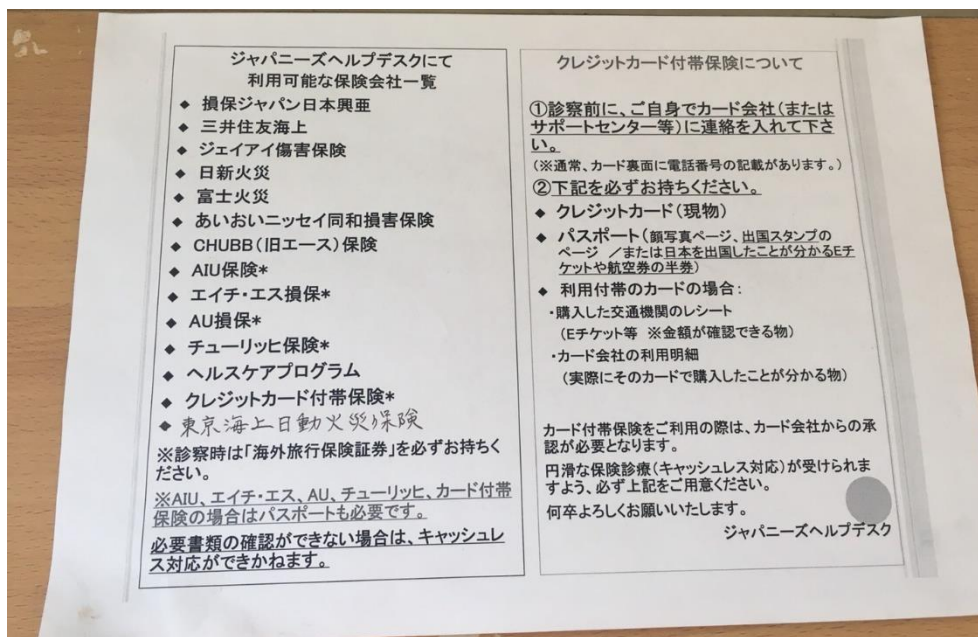 ジャパニーズヘルプデスクにて
利用可能な保険会社一覧
◆ 損保ジャパン日本興亜
◆ 三井住友海上
◆ ジェイアイ傷害保険
◆ 日新火災
◆ 富士火災
◆ あいおいニッセイ同和損害保険
◆ CHUBB(旧エース)保険
◆ AIU保険*
◆ エイチ・エス損保*
◆ AU損保*
◆ チューリッヒ保険*
◆ ヘルスケアプログラム
◆ クレジットカード付帯保険*
◆ 東京海上日動火災保険
※診察時は「海外旅行保険証券」を必ずお持ちく
ださい。
※AIU、エイチ・エス、AU、チューリッヒ、カード付帯
保険の場合はパスポートも必要です。
必要書類の確認ができない場合は、キャッシュレ
ス対応ができかねます。
クレジットカード付帯保険について
①診察前に、ご自身でカード会社(または
サポートセンター等)に連絡を入れて下さ
い。
(※通常、カード裏面に電話番号の記載があります。)
②下記を必ずお持ちください。
◆ クレジットカード(現物)
◆ パスポート(顔写真ページ、出国スタンプの
ページ /または日本を出国したことが分かるEチ
ケットや航空券の半券)
◆ 利用付帯のカードの場合:
・購入した交通機関のレシート
(Eチケット等 ※金額が確認できる物)
・カード会社の利用明細
(実際にそのカードで購入したことが分かる物)
カード付帯保険をご利用の際は、カード会社からの承
認が必要となります。
円滑な保険診療(キャッシュレス対応)が受けられま
すよう、必ず上記をご用意ください。
何卒よろしくお願いいたします。
ジャパニーズヘルプデスク